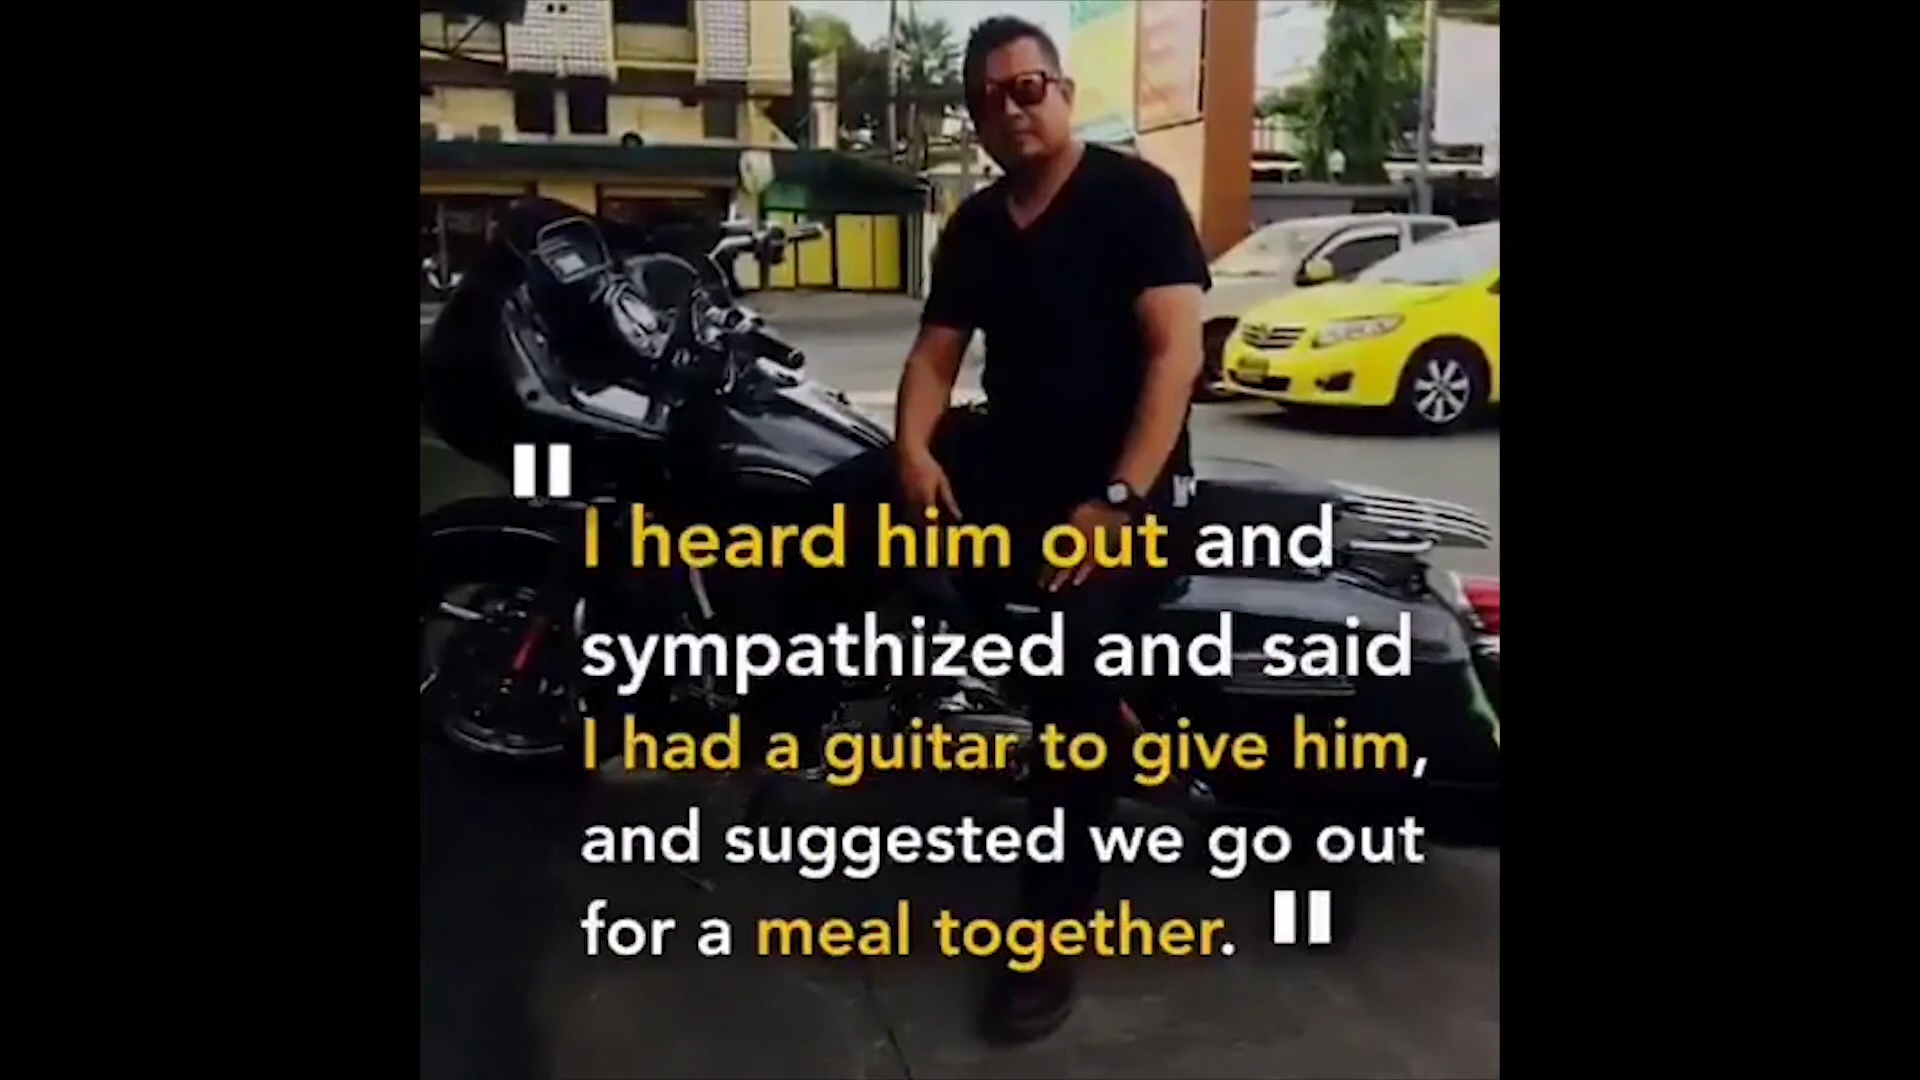 "I heard him out and
sympathized and said
I had a guitar to give him,
and suggested we go out
for a meal together."